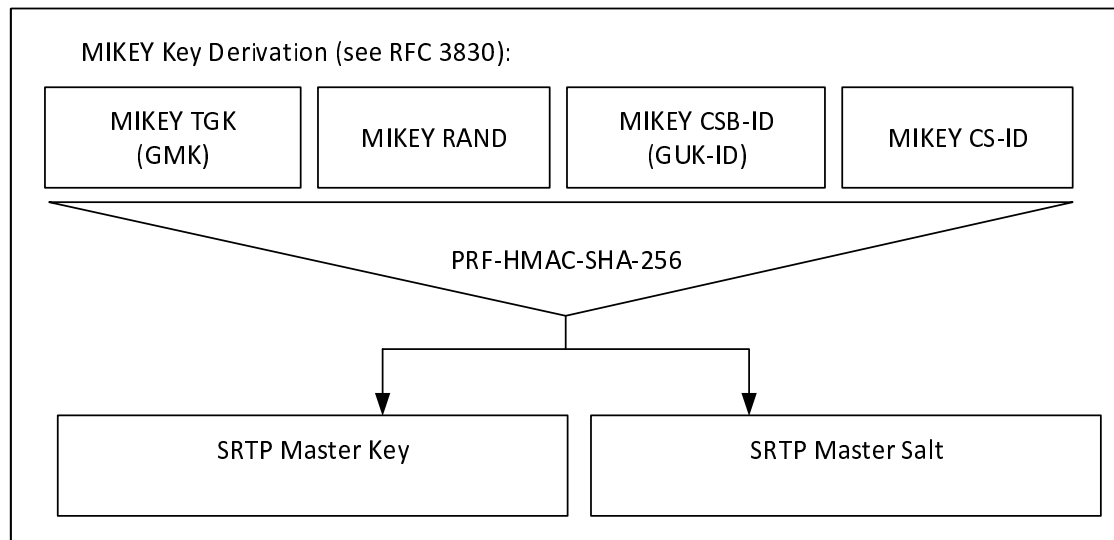 MIKEY Key Derivation (see RFC 3830):
MIKEY TGK
(GMK)
MIKEY RAND
MIKEY CSB-ID
(GUK-ID)
MIKEY CS-ID
PRF-HMAC-SHA-256
SRTP Master Key
SRTP Master Salt